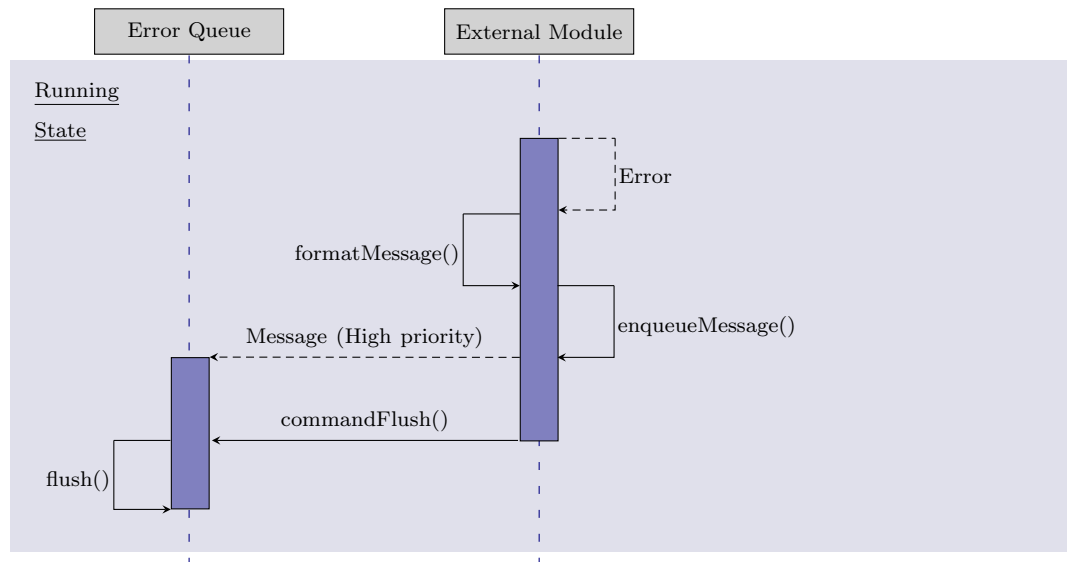 Error Queue
External Module
Running
State
Error
formatMessage()
enqueueMessage()
Message (High priority)
commandFlush()
flush()